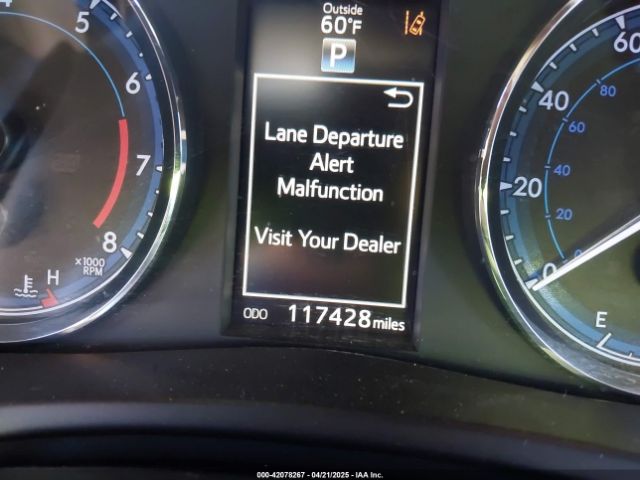 Outside
60°F
P
Lane Departure
Alert
Malfunction
Visit Your Dealer
ODO 117428 miles
5
6
7
8
x1000
RPM
H
60
40
20
0
80
60
40
20
E
000-42078267 - 04/21/2025 - IAA Inc.